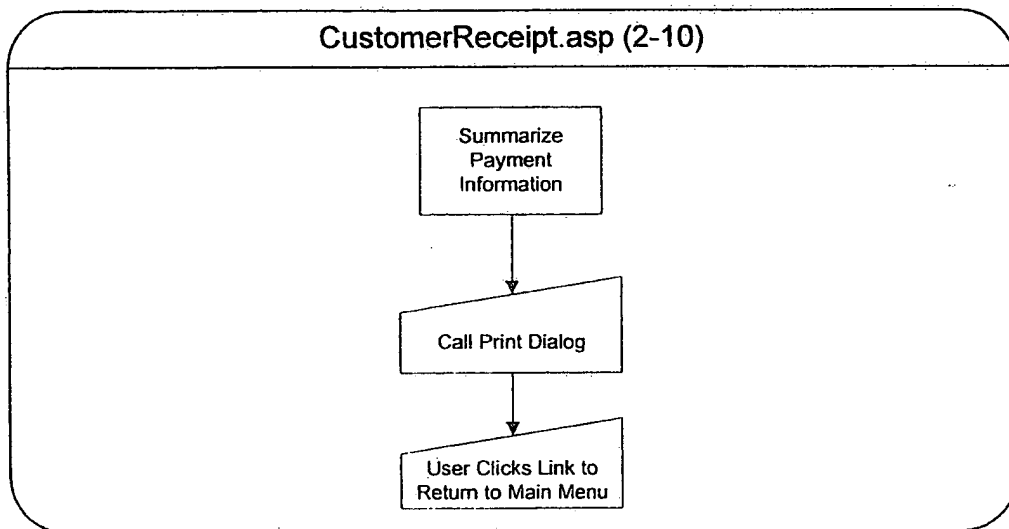 CustomerReceipt.asp (2-10)
Summarize
Payment
Information
Call Print Dialog
User Clicks Link to
Return to Main Menu